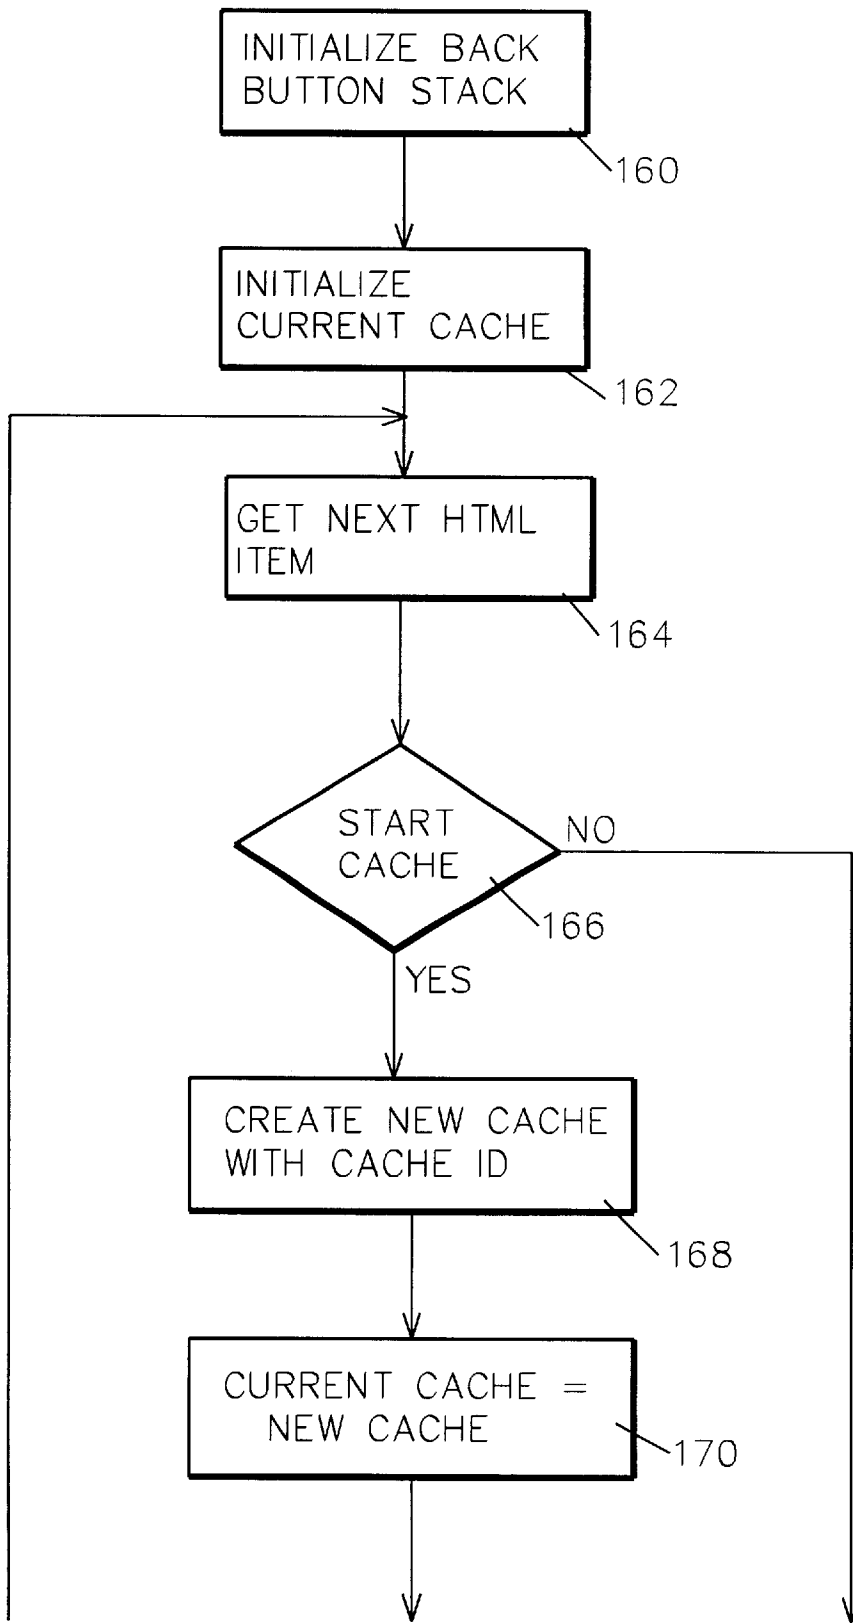 INITIALIZE BACK
BUTTON STACK
160
INITIALIZE
CURRENT CACHE
162
GET NEXT HTML
ITEM
164
START
CACHE
NO
166
YES
CREATE NEW CACHE
WITH CACHE ID
168
CURRENT CACHE =
NEW CACHE
170